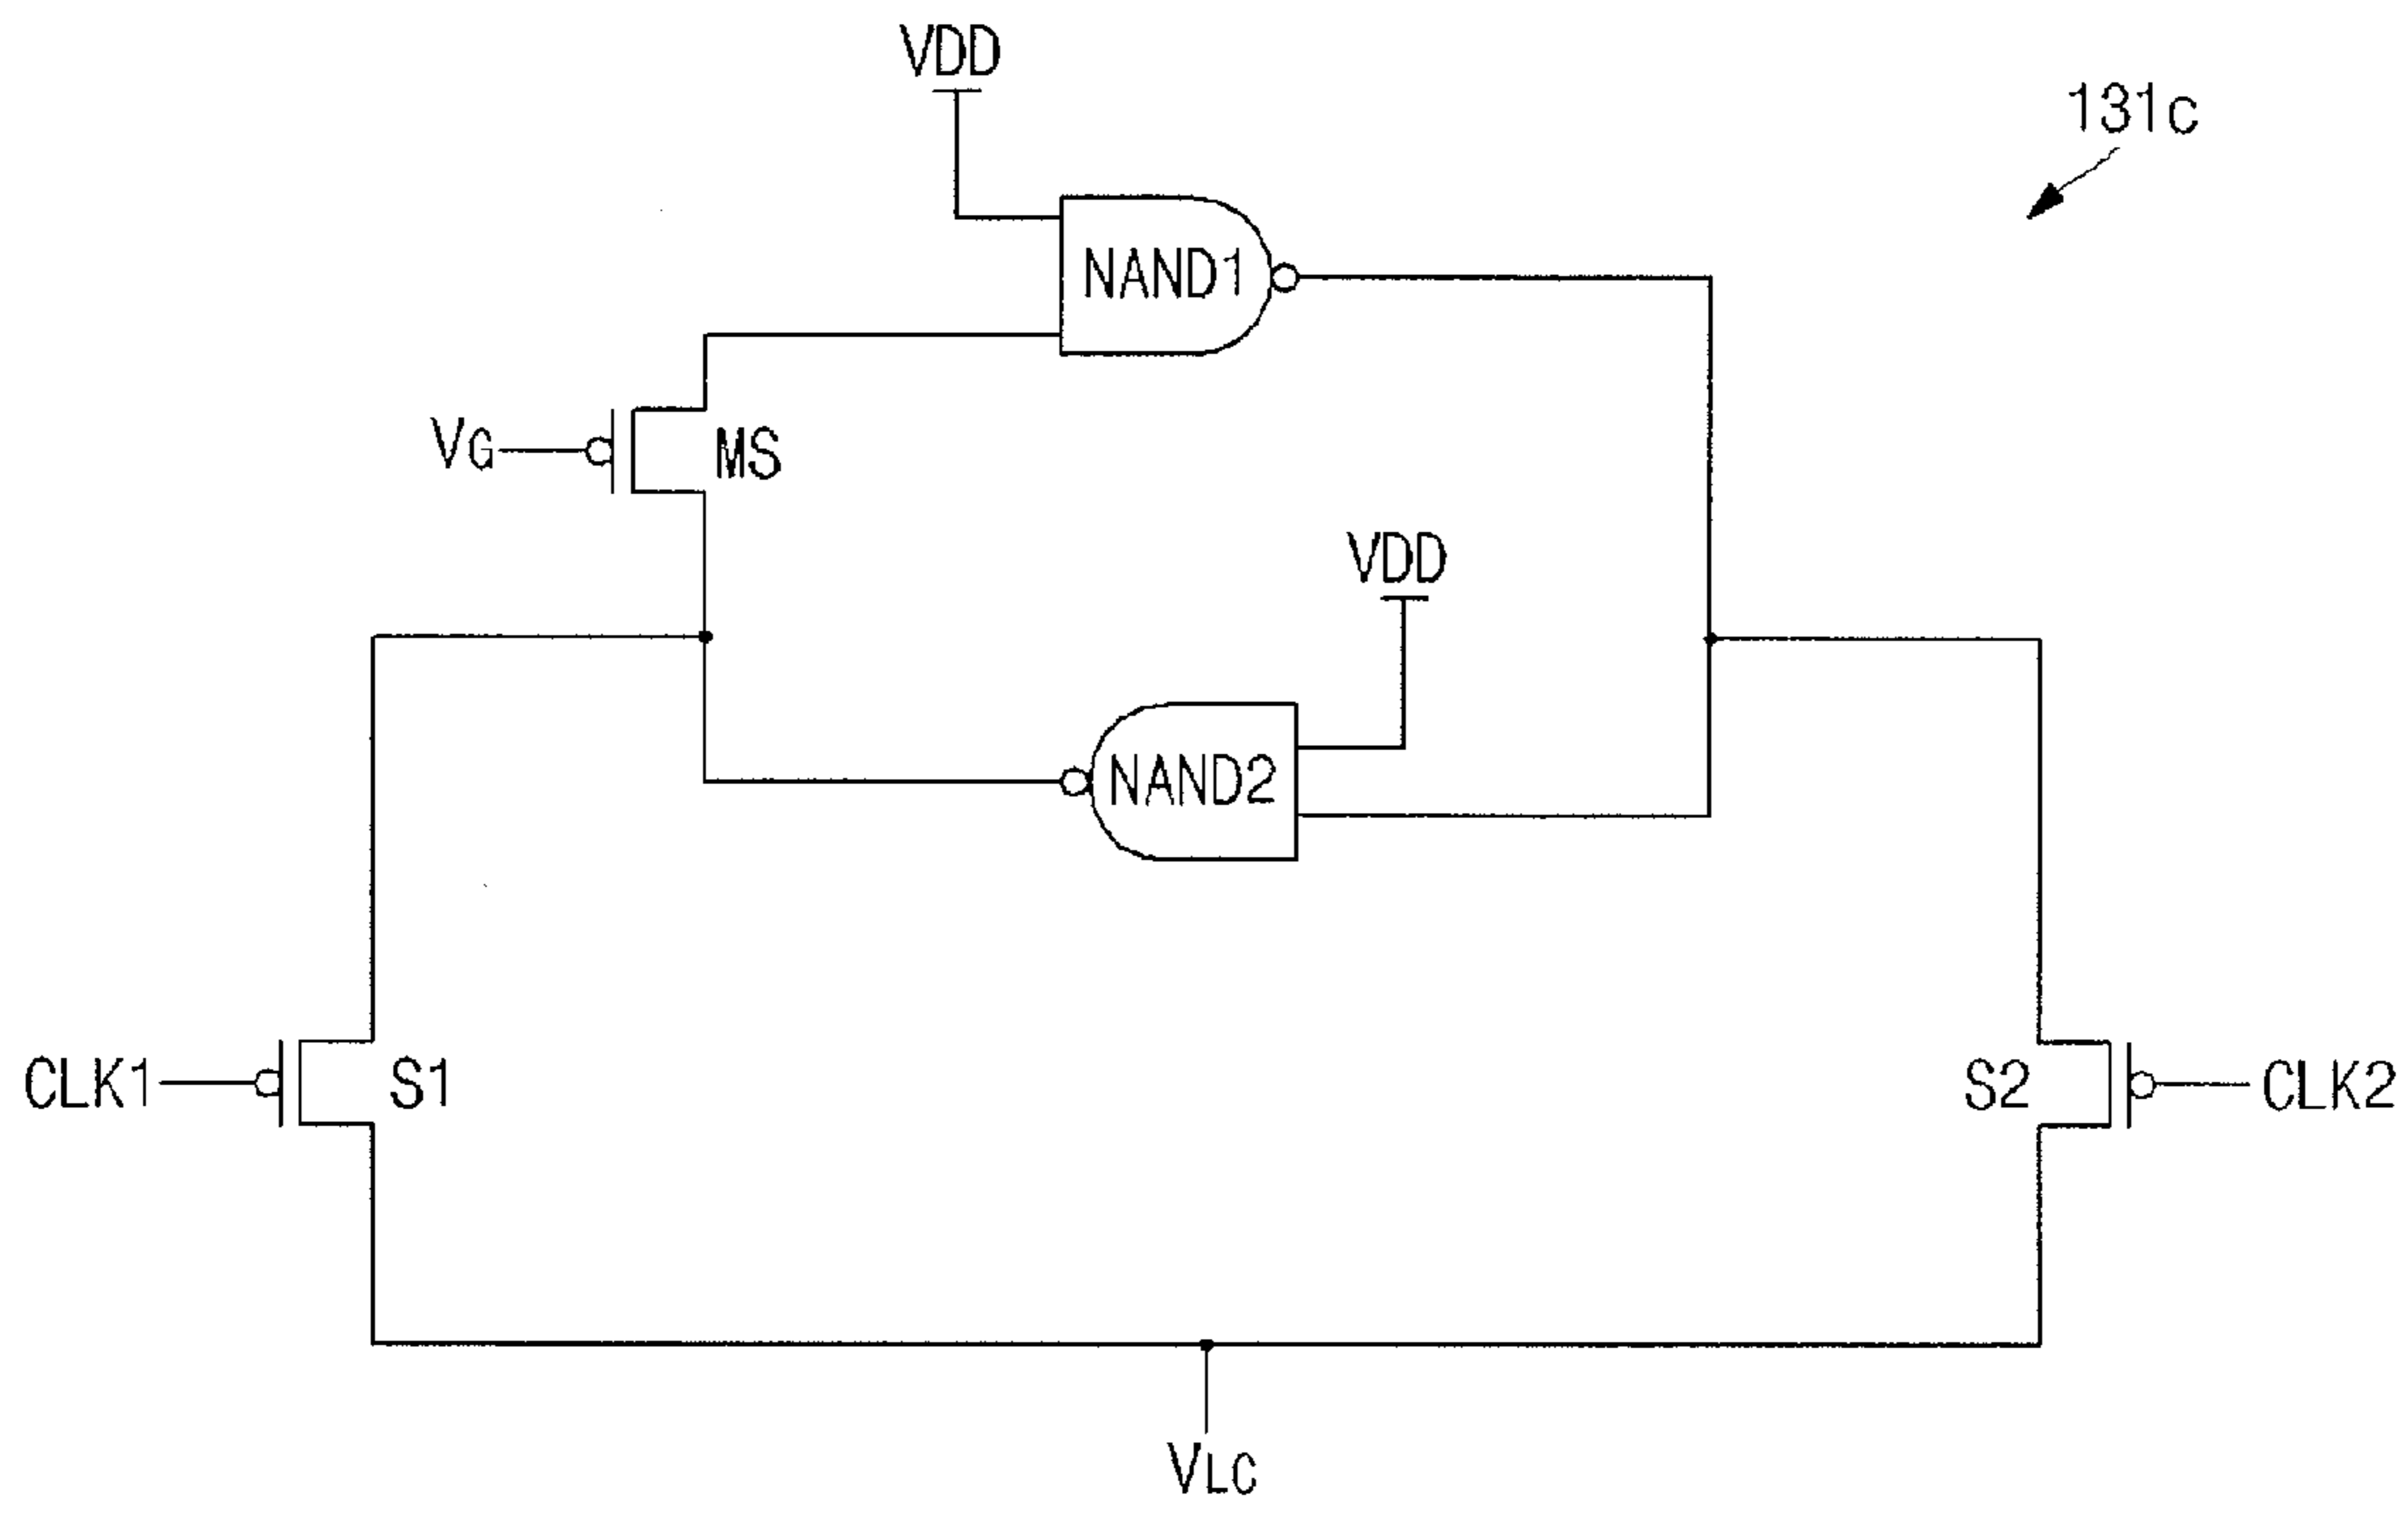 VDD
131c
NAND1
VG
MS
VDD
NAND2
CLK1
S1
S2
CLK2
VLC